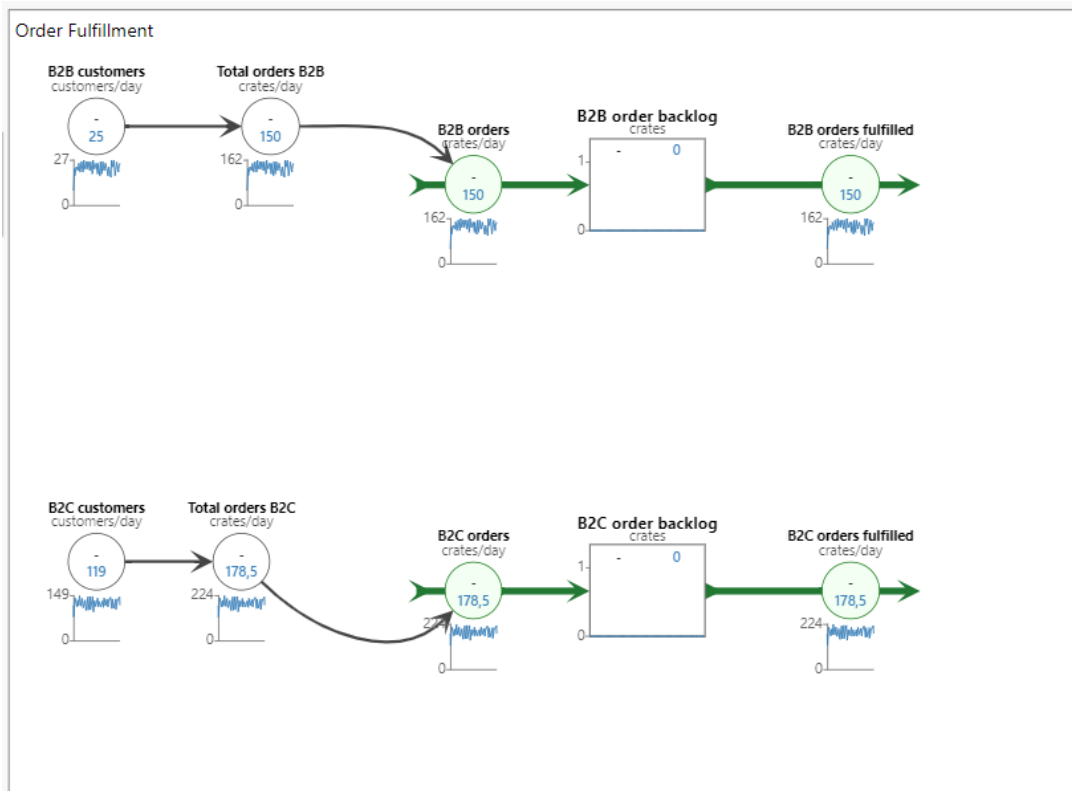 Order Fulfillment
B2B customers
customers/day
-
25
27
0
Total orders B2B
crates/day
-
150
162
0
B2B orders
crates/day
-
150
162
0
B2B order backlog
crates
- 0
1
0
B2B orders fulfilled
crates/day
-
150
162
0
B2C customers
customers/day
-
119
149
0
Total orders B2C
crates/day
-
178,5
224
0
B2C orders
crates/day
-
178,5
224
0
B2C order backlog
crates
- 0
1
0
B2C orders fulfilled
crates/day
-
178,5
224
0